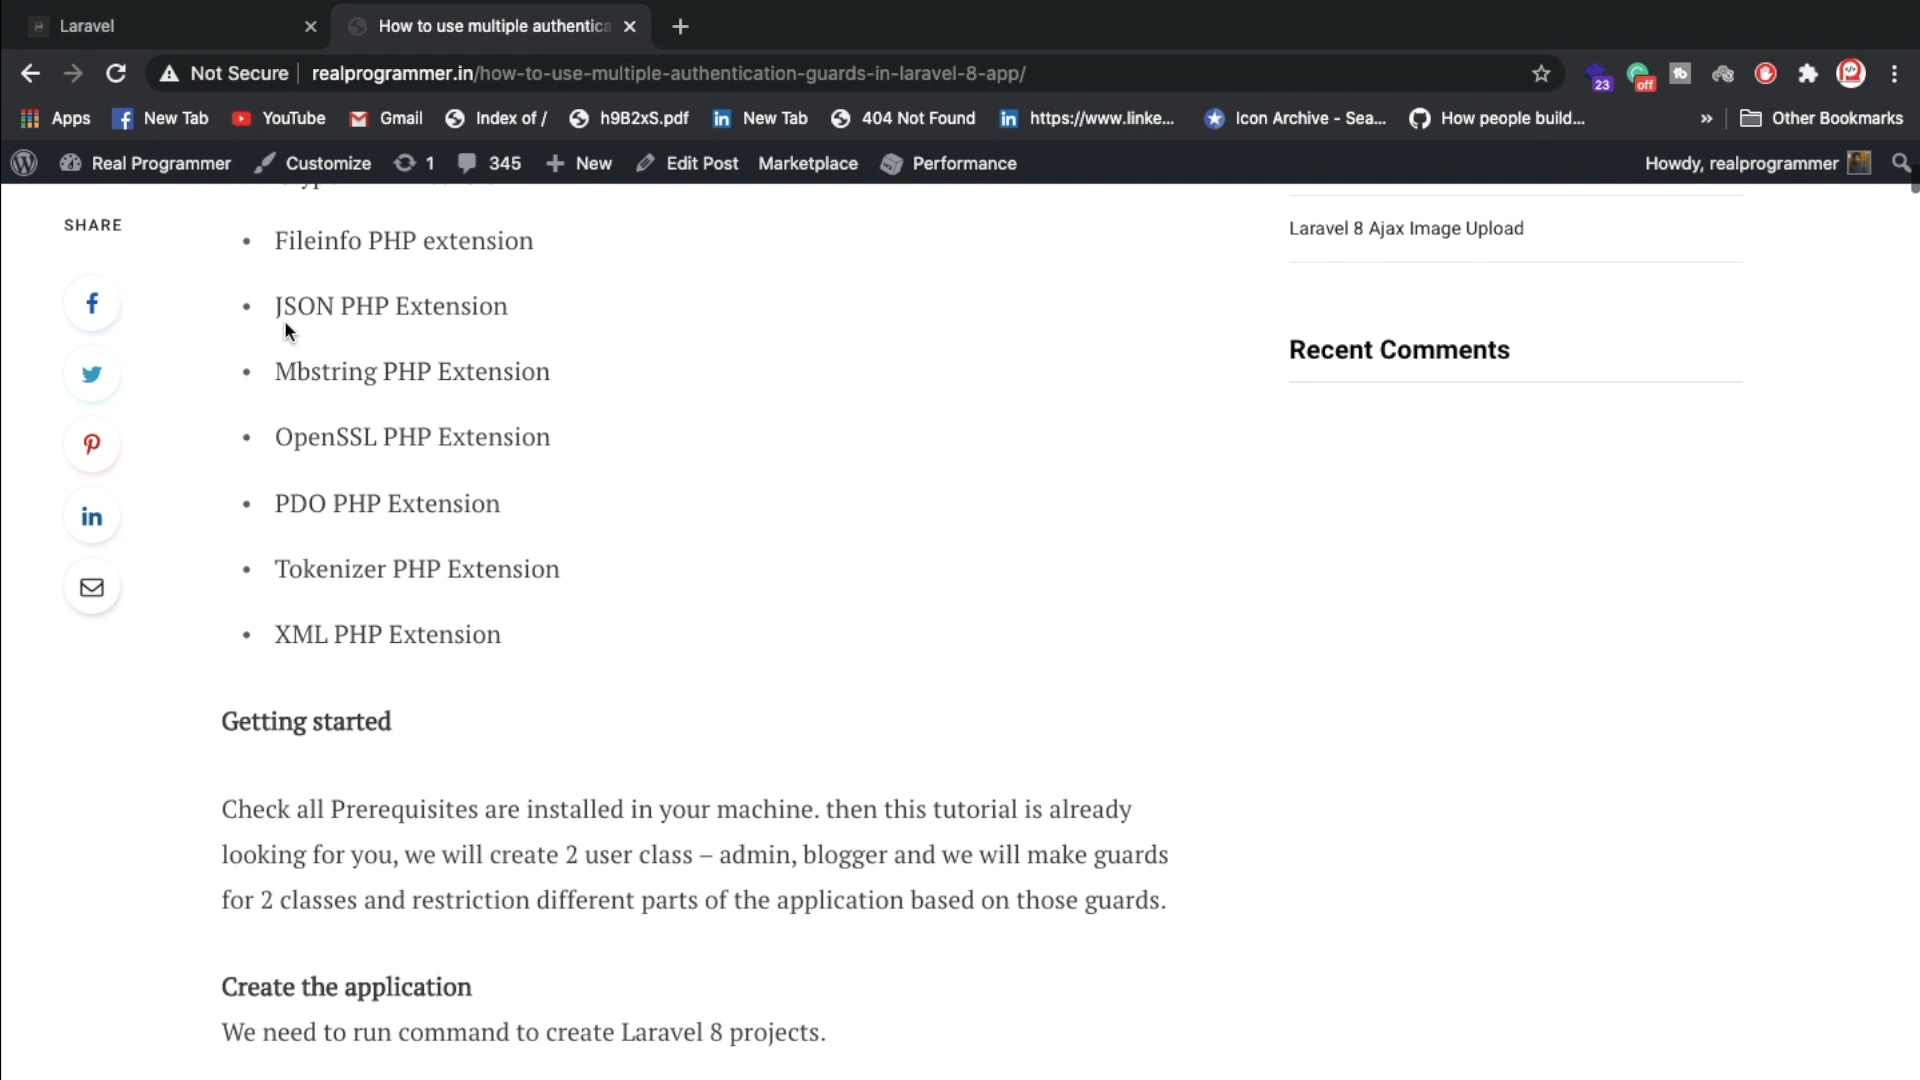 Laravel
How to use multiple authentica
Not Secure realprogrammer.in/how-to-use-multiple-authentication-guards-in-laravel-8-app/
23
off
tb
Apps New Tab YouTube Gmail Index of / h9B2xS.pdf New Tab 404 Not Found https://www.linke... Icon Archive - Sea... How people build... » Other Bookmarks
Real Programmer Customize 1 345 New Edit Post Marketplace Performance Howdy, realprogrammer
SHARE
Fileinfo PHP extension
JSON PHP Extension
Mbstring PHP Extension
OpenSSL PHP Extension
PDO PHP Extension
Tokenizer PHP Extension
XML PHP Extension
Getting started
Check all Prerequisites are installed in your machine. then this tutorial is already
looking for you, we will create 2 user class – admin, blogger and we will make guards
for 2 classes and restriction different parts of the application based on those guards.
Create the application
We need to run command to create Laravel 8 projects.
Laravel 8 Ajax Image Upload
Recent Comments